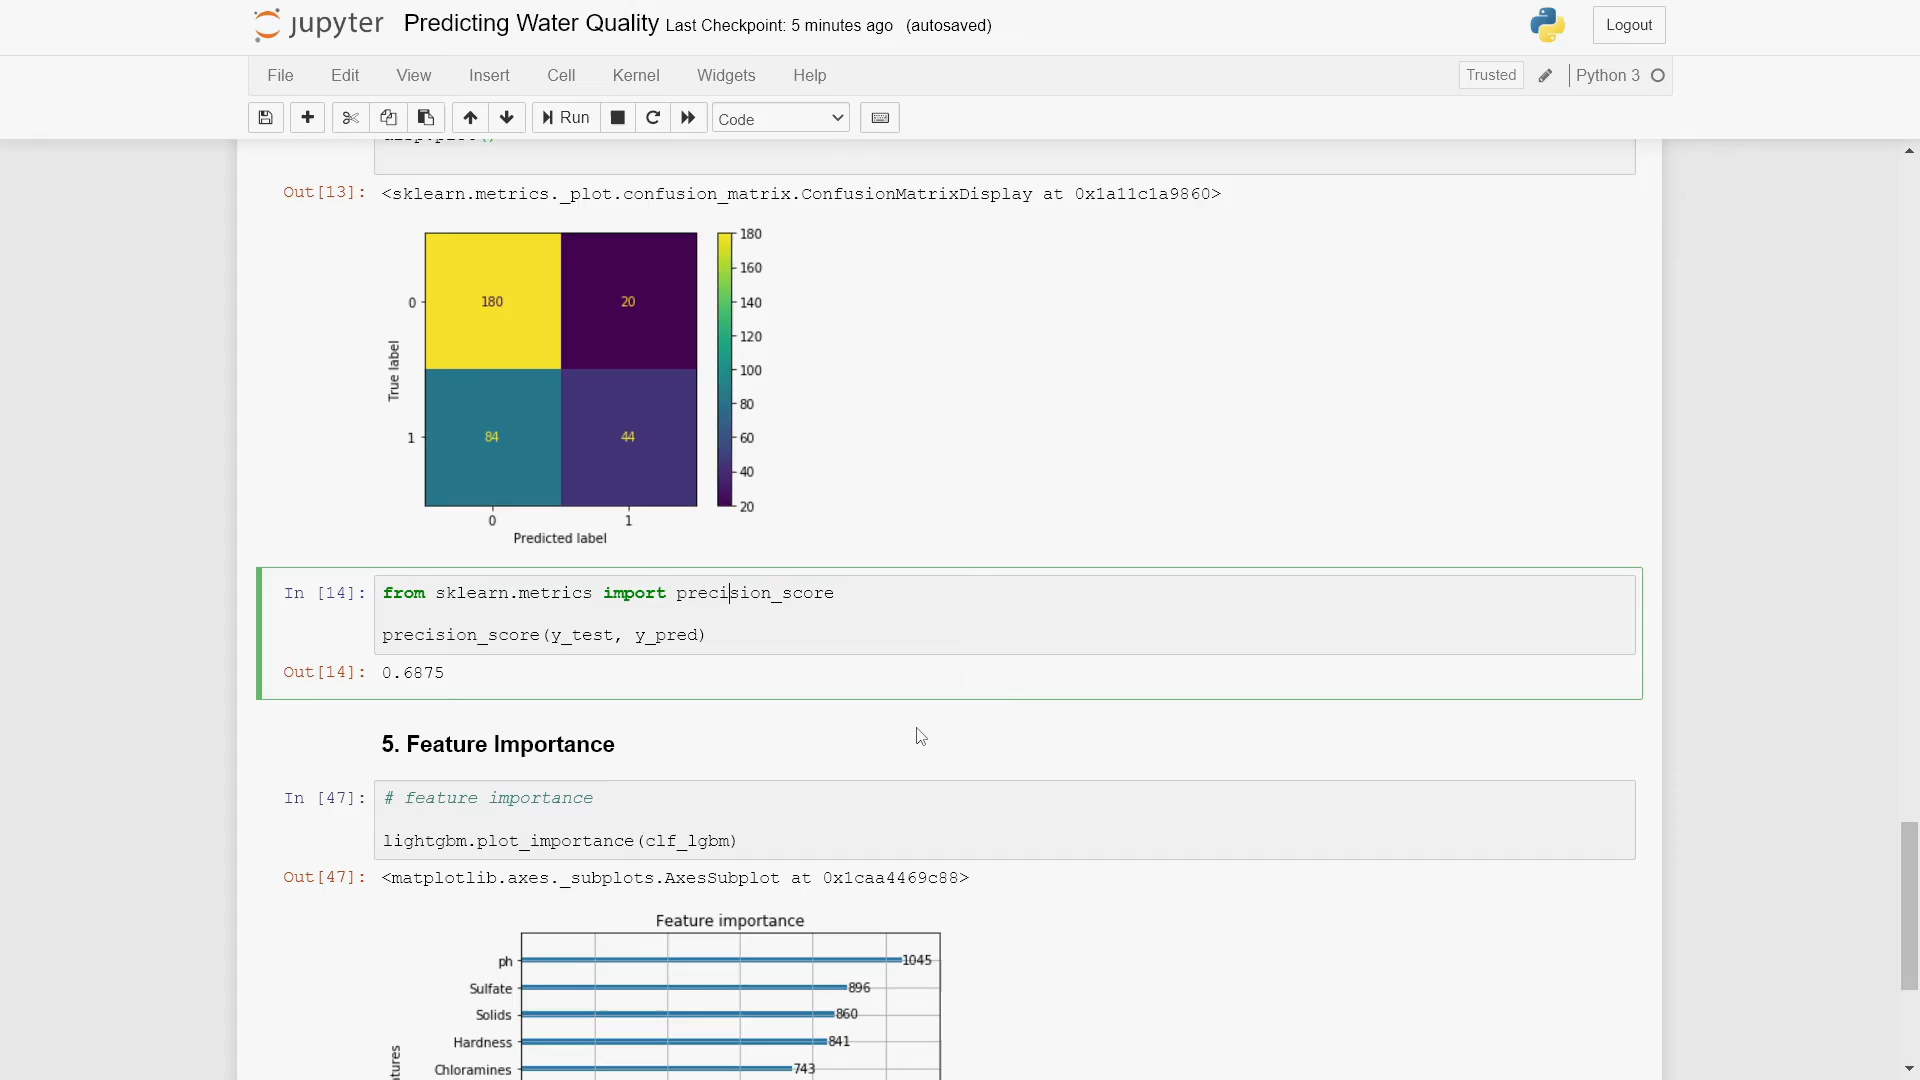 jupyter Predicting Water Quality Last Checkpoint: 5 minutes ago (autosaved) Logout
File Edit View Insert Cell Kernel Widgets Help Trusted Python 3
Run Code
Out[13]: <sklearn.metrics._plot.confusion_matrix.ConfusionMatrixDisplay at 0x1a11c1a9860>
180
160
140
120
100
80
60
40
20
0 180 20
True label
1 84 44
0 1
Predicted label
In [14]: from sklearn.metrics import precision_score
precision_score(y_test, y_pred)
Out[14]: 0.6875
5. Feature Importance
In [47]: # feature importance
lightgbm.plot_importance(clf_lgbm)
Out[47]: <matplotlib.axes._subplots.AxesSubplot at 0x1caa4469c88>
Feature importance
ph 1045
Sulfate 896
Solids 860
Hardness 841
Chloramines 743